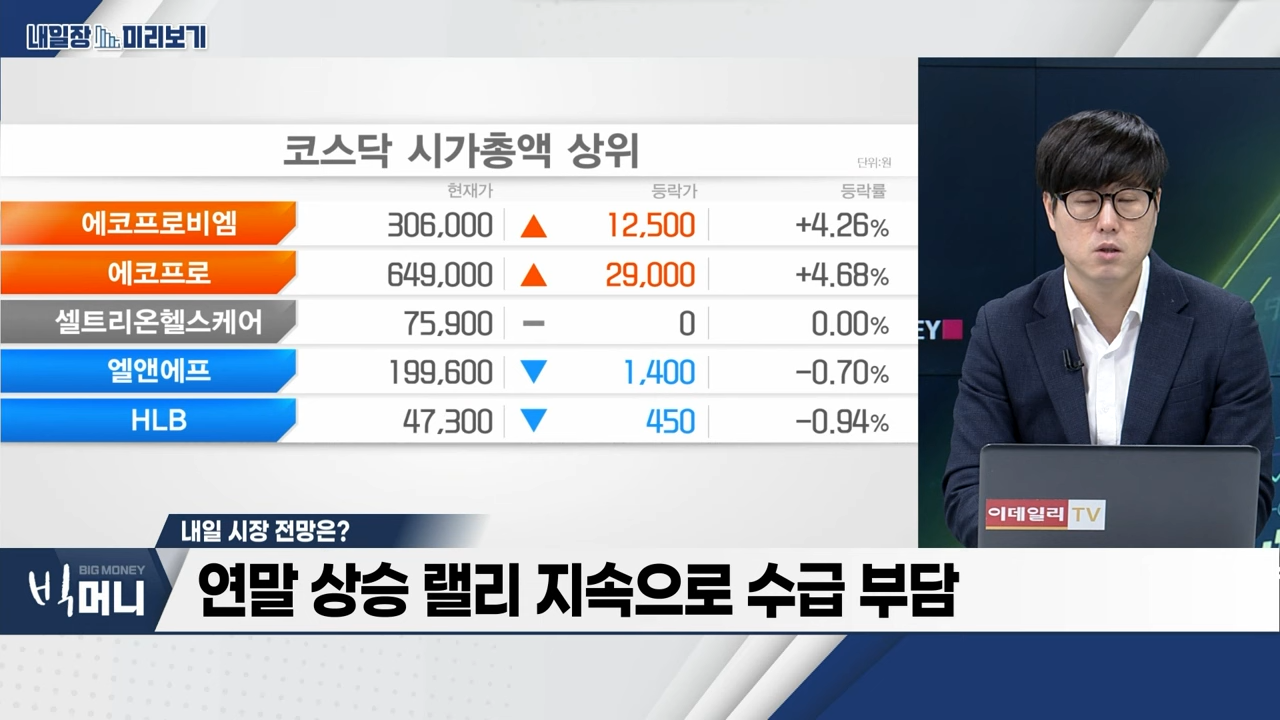 내일장 미리보기
코스닥 시가총액 상위
단위:원
현재가 등락가 등락률
에코프로비엠 306,000 ▲ 12,500 +4.26%
에코프로 649,000 ▲ 29,000 +4.68%
셀트리온헬스케어 75,900 – 0 0.00%
엘앤에프 199,600 ▼ 1,400 -0.70%
HLB 47,300 ▼ 450 -0.94%
EY
이데일리 TV
내일 시장 전망은?
BIG MONEY
빅머니
연말 상승 랠리 지속으로 수급 부담